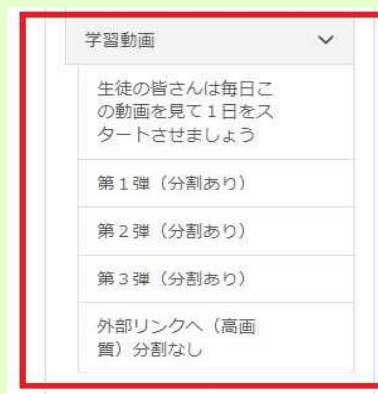 学習動画
生徒の皆さんは毎日こ
の動画を見て１日をス
タートさせましょう
第１弾（分割あり）
第２弾（分割あり）
第３弾（分割あり）
外部リンクへ（高画
質）分割なし